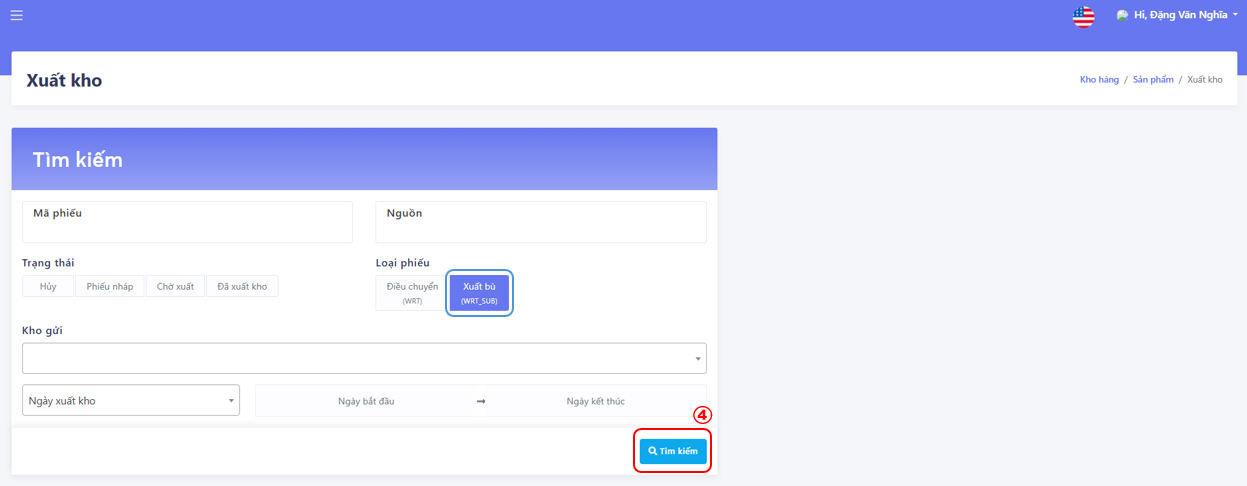 Hi, Đặng Văn Nghĩa
Xuất kho
Kho hàng / Sản phẩm / Xuất kho
Tìm kiếm
Mã phiếu
Nguồn
Trạng thái
Loại phiếu
Hủy
Phiếu nháp
Chờ xuất
Đã xuất kho
Điều chuyển
(WRT)
Xuất bù
(WRT_SUB)
Kho gửi
Ngày xuất kho
Ngày bắt đầu
Ngày kết thúc
④
Tìm kiếm